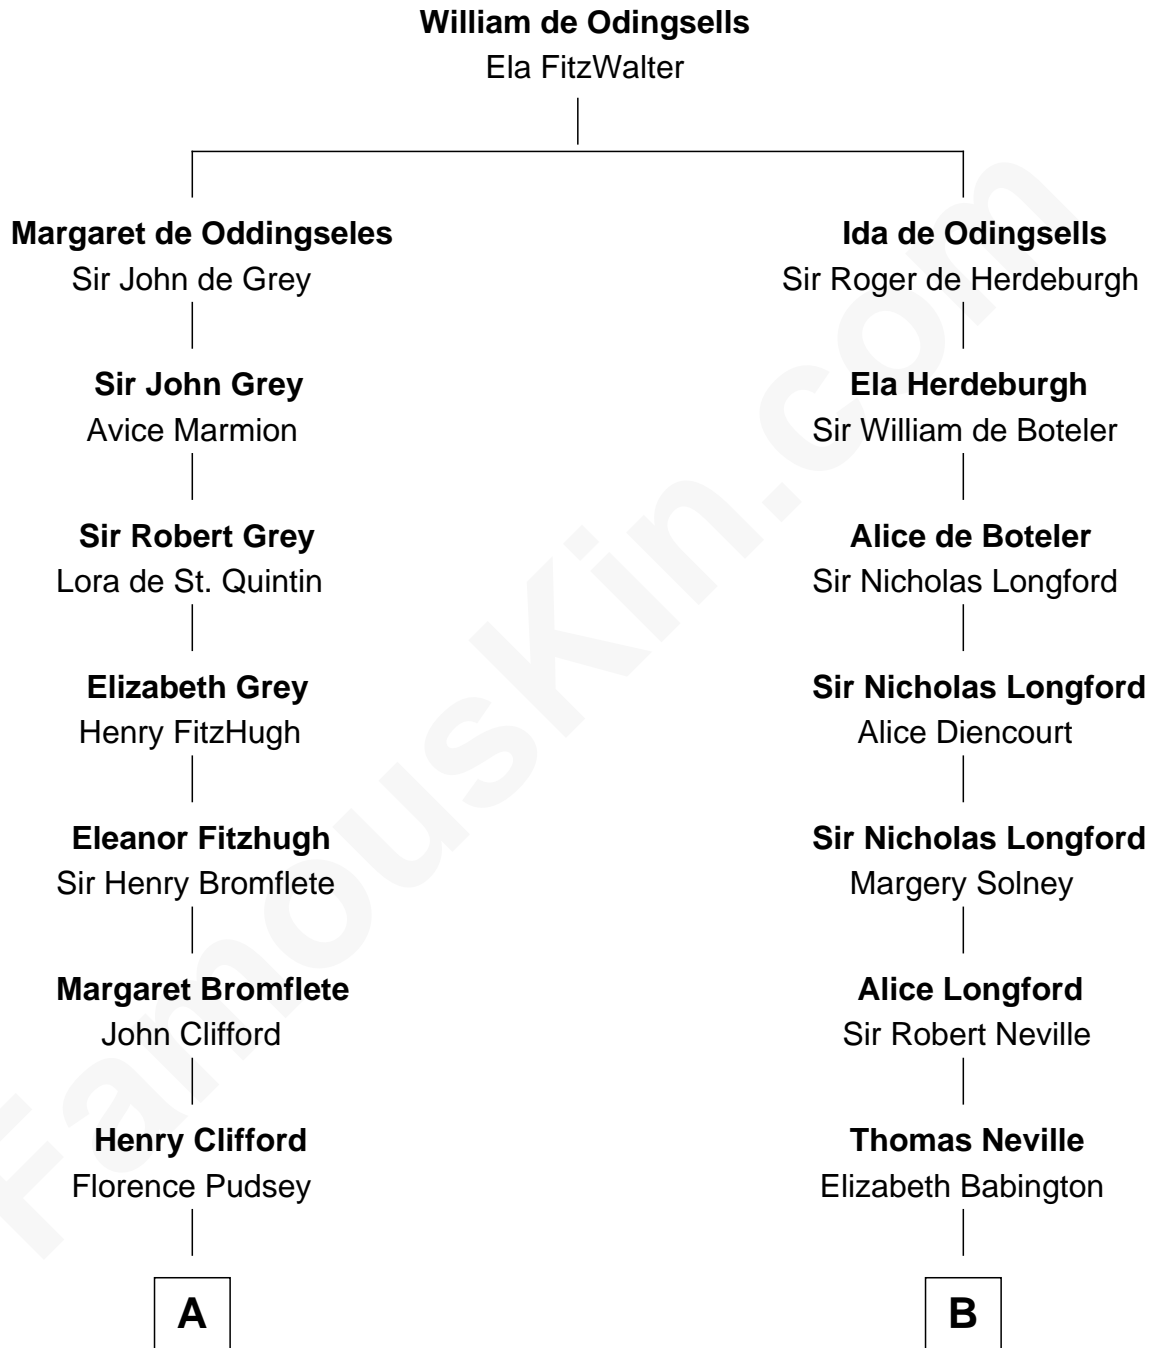 William de Odingsells
Ela FitzWalter
Margaret de Oddingseles
Sir John de Grey
Ida de Odingsells
Sir Roger de Herdeburgh
Sir John Grey
Avice Marmion
Ela Herdeburgh
Sir William de Boteler
Sir Robert Grey
Lora de St. Quintin
Alice de Boteler
Sir Nicholas Longford
Elizabeth Grey
Henry FitzHugh
Sir Nicholas Longford
Alice Diencourt
Eleanor Fitzhugh
Sir Henry Bromflete
Sir Nicholas Longford
Margery Solney
Margaret Bromflete
John Clifford
Alice Longford
Sir Robert Neville
Henry Clifford
Florence Pudsey
Thomas Neville
Elizabeth Babington
A
B
FamousKin.com